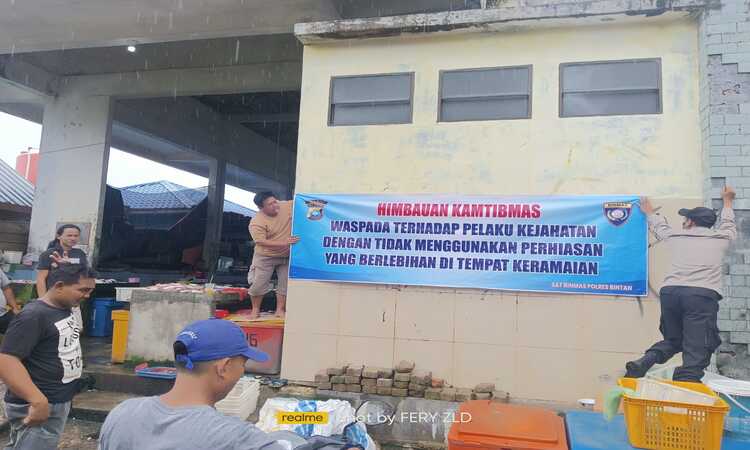 HIMBAUAN KAMTIBMAS
WASPADA TERHADAP PELAKU KEJAHATAN
DENGAN TIDAK MENGGUNAKAN PERHIASAN
YANG BERLEBIHAN DI TEMPAT KERAMAIAN
SAT BINMAS POLRES BINTAN
realme
Shot by FERY ZLD